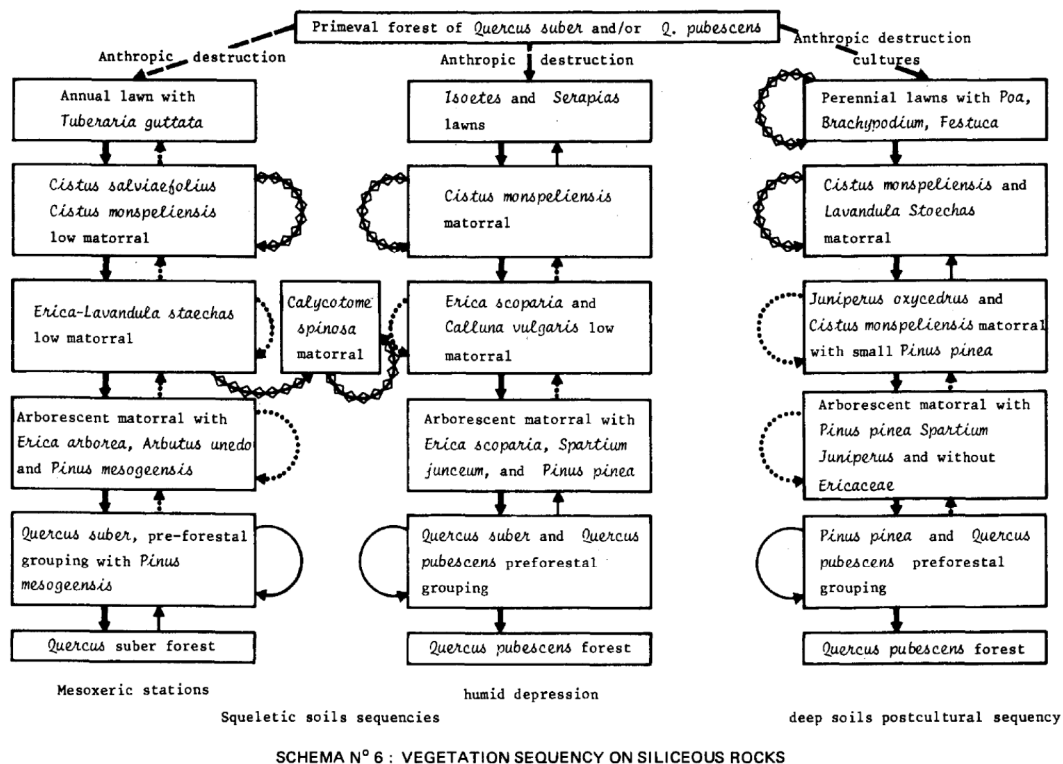 Primeval forest of Quercus suber and/or Q. pubescens
Anthropic destruction
Anthropic destruction
Anthropic destruction
cultures
Annual lawn with
Tuberaria guttata
Cistus salviaefolius
Cistus monspeliensis
low matorral
Erica-Lavandula staechas
low matorral
Calycotome
spinosa
matorral
Arborescent matorral with
Erica arborea, Arbutus unedo
and Pinus mesogeensis
Quercus suber, pre-forestal
grouping with Pinus
mesogeensis
Quercus suber forest
Mesoxeric stations
Isoetes and Serapias
lawns
Cistus monspeliensis
matorral
Erica scoparia and
Calluna vulgaris low
matorral
Arborescent matorral with
Erica scoparia, Spartium
junceum, and Pinus pinea
Quercus suber and Quercus
pubescens preforestal
grouping
Quercus pubescens forest
humid depression
Squeletic soils sequencies
Perennial lawns with Poa,
Brachypodium, Festuca
Cistus monspeliensis and
Lavandula Stoechas
matorral
Juniperus oxycedrus and
Cistus monspeliensis matorral
with small Pinus pinea
Arborescent matorral with
Pinus pinea Spartium
Juniperus and without
Ericaceae
Pinus pinea and Quercus
pubescens preforestal
grouping
Quercus pubescens forest
deep soils postcultural sequency
SCHEMA N° 6 : VEGETATION SEQUENCY ON SILICEOUS ROCKS